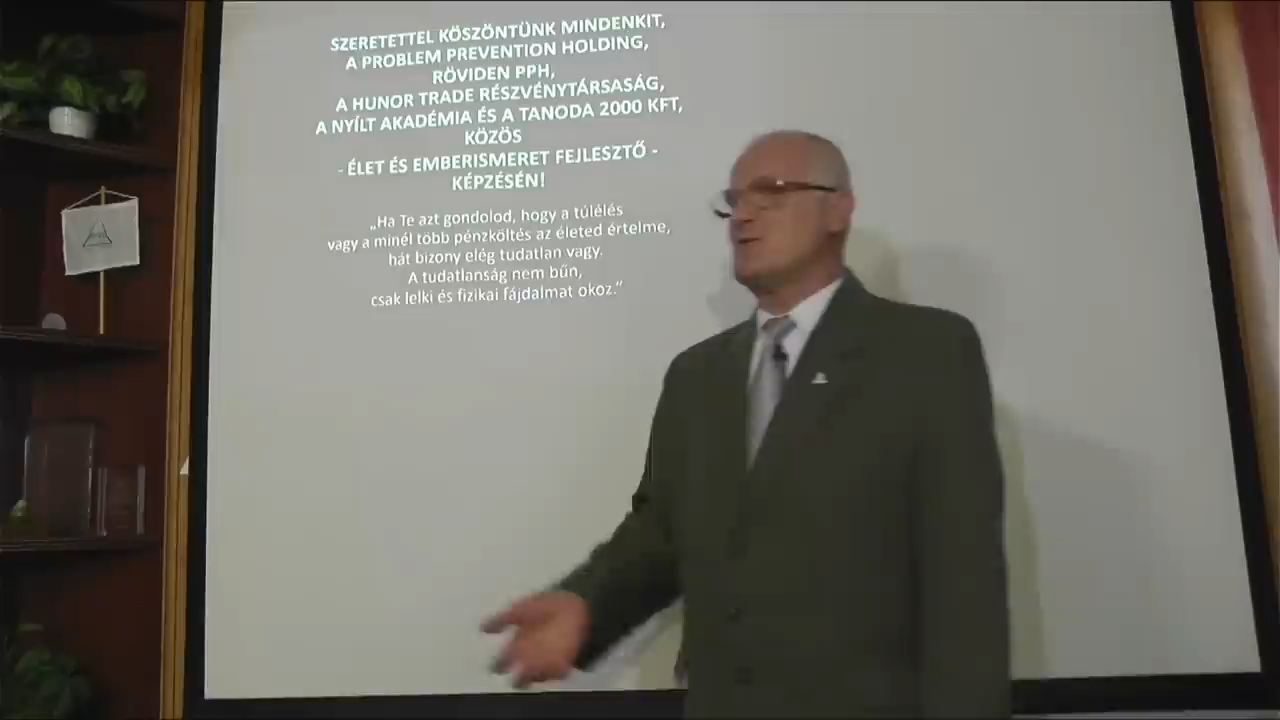 SZERETETTEL KÖSZÖNTÜNK MINDENKIT,
A PROBLEM PREVENTION HOLDING,
RÖVIDEN PPH,
A HUNOR TRADE RÉSZVÉNYTÁRSASÁG,
A NYÍLT AKADÉMIA ÉS A TANODA 2000 KFT,
KÖZÖS
- ÉLET ÉS EMBERISMERET FEJLESZTŐ -
KÉPZÉSÉN!
„Ha Te azt gondolod, hogy a túlélés
vagy a minél több pénzköltés az életed értelme,
hát bizony elég tudatlan vagy.
A tudatlanság nem bűn,
csak lelki és fizikai fájdalmat okoz.”